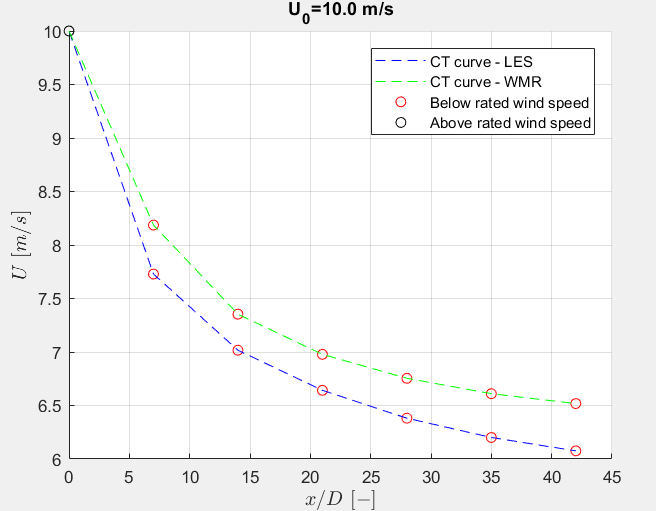 U₀=10.0 m/s
CT curve - LES
CT curve - WMR
Below rated wind speed
Above rated wind speed
10
9.5
9
8.5
8
7.5
7
6.5
6
U [m/s]
0 5 10 15 20 25 30 35 40 45
x/D [−]